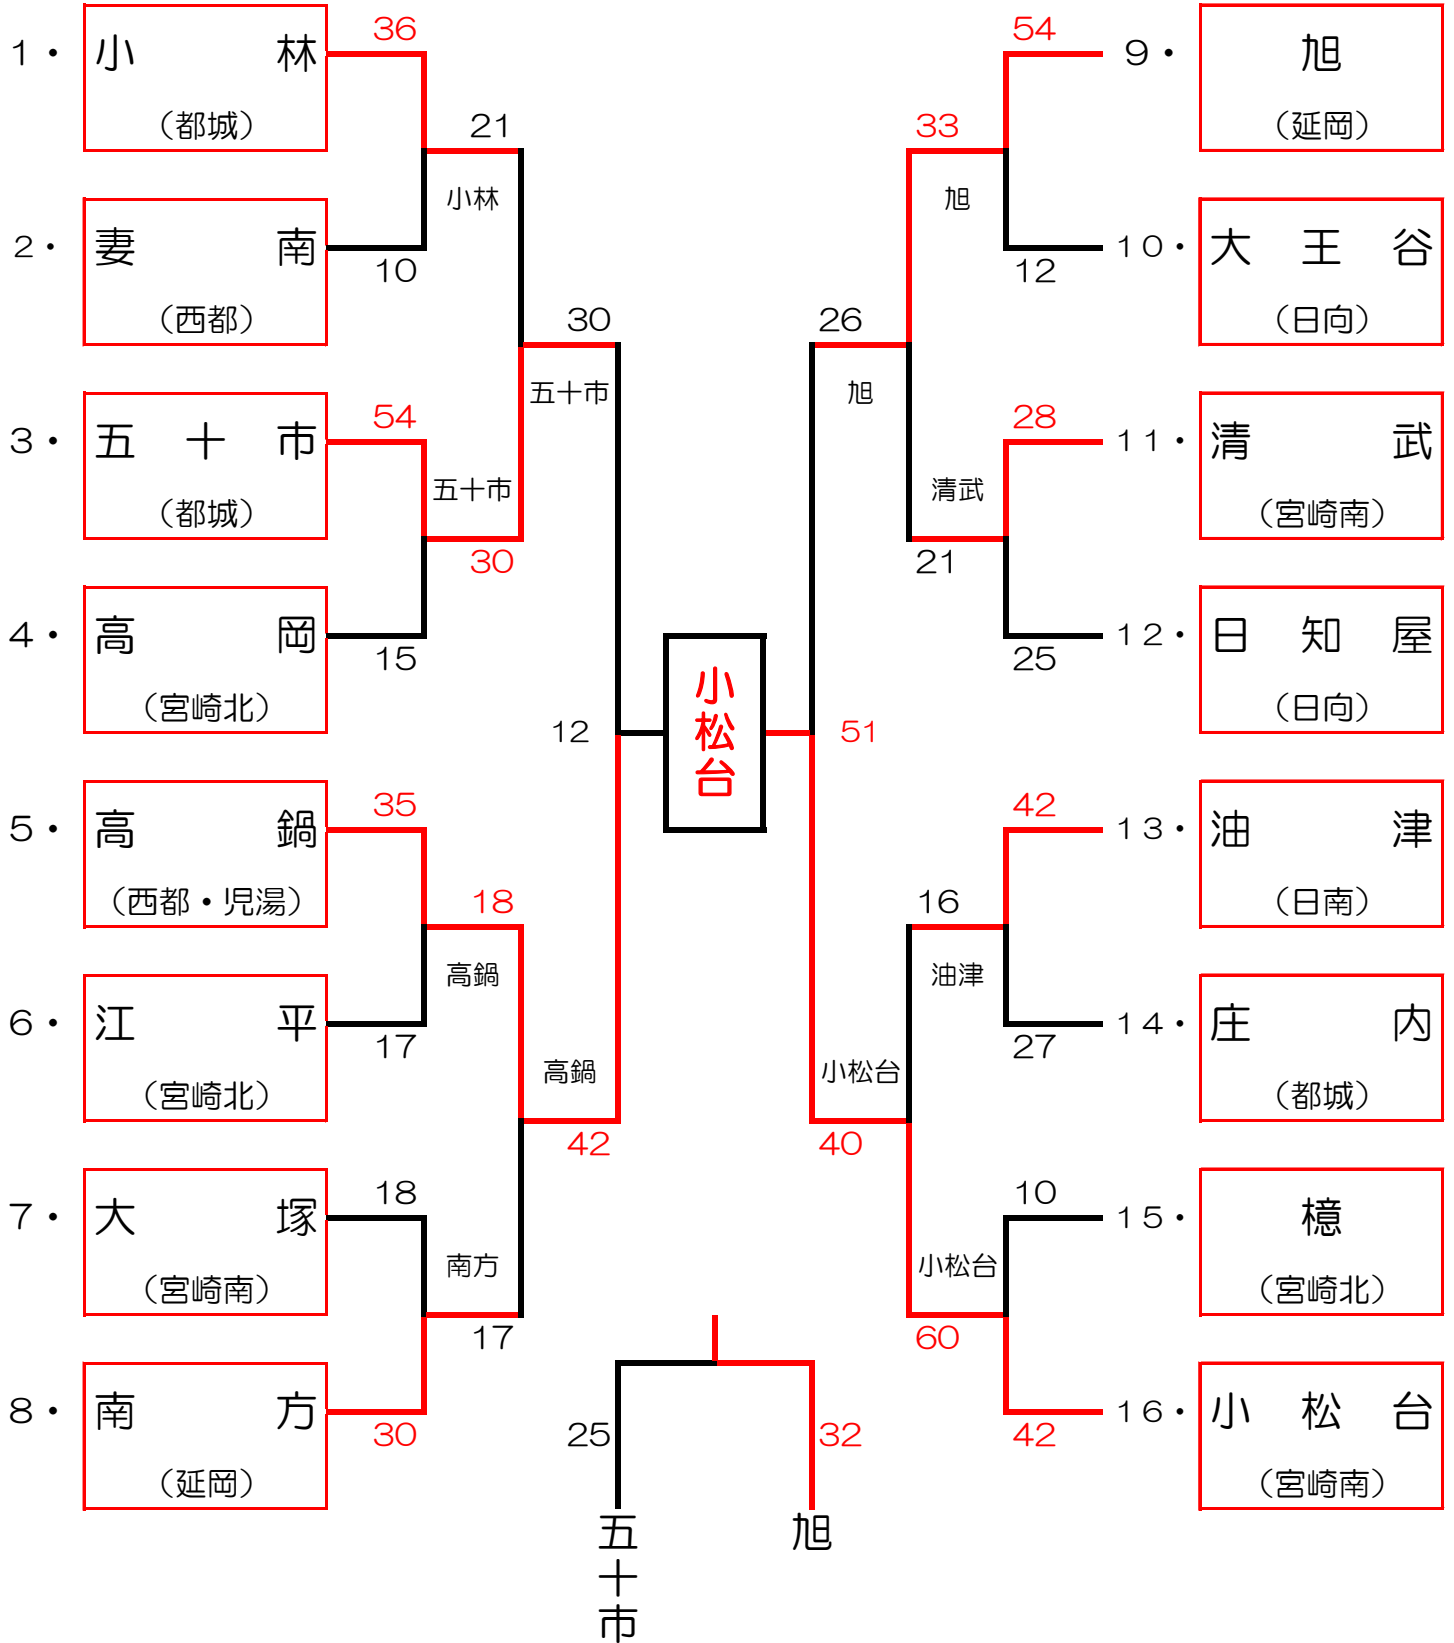 1・ 小林 36
（都城）
21
小林
2・ 妻南 10
（西都）
30
五十市
3・ 五十市 54
（都城）
五十市
30
4・ 高岡 15
（宮崎北）
12
5・ 高鍋 35
（西都・児湯）
18
高鍋
6・ 江平 17
（宮崎北）
高鍋
42
7・ 大塚 18
（宮崎南）
南方
17
8・ 南方 30
（延岡）
小松台
54 9・ 旭
（延岡）
33
旭
12 10・ 大王谷
（日向）
26
旭
28 11・ 清武
（宮崎南）
清武
21
25 12・ 日知屋
（日向）
51
42 13・ 油津
（日南）
16
油津
27 14・ 庄内
（都城）
小松台
40
10 15・ 檍
（宮崎北）
小松台
60
42 16・ 小松台
（宮崎南）
25 32
五十市 旭